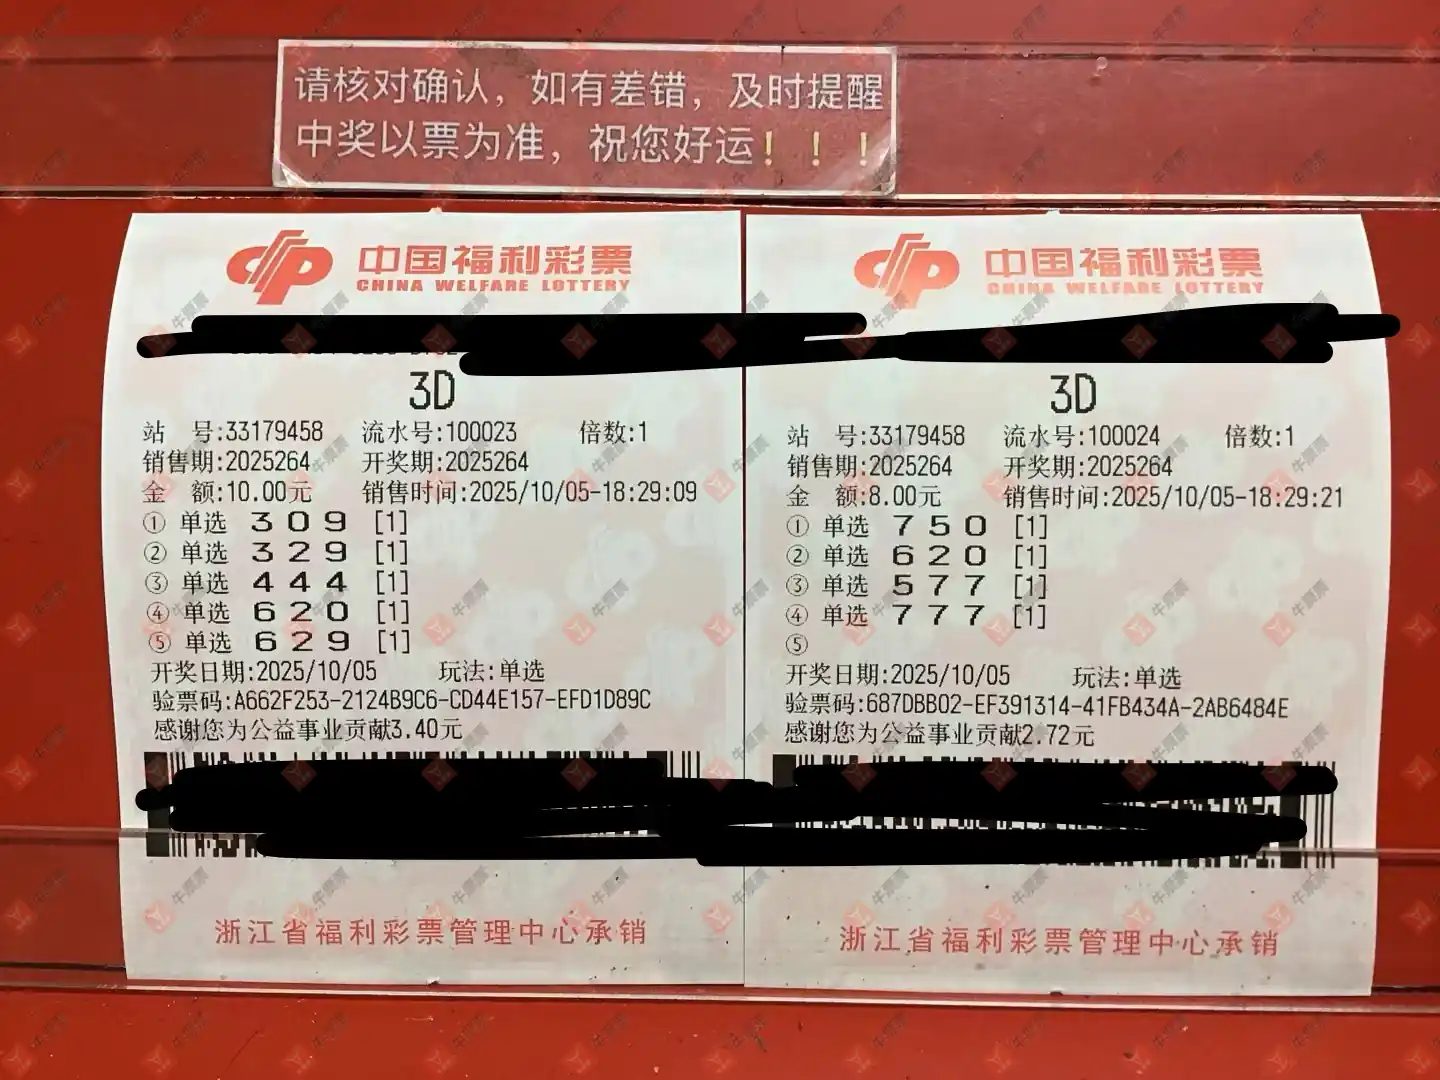 请核对确认，如有差错，及时提醒
中奖以票为准，祝您好运！！！
中国福利彩票
CHINA WELFARE LOTTERY
3D
站 号:33179458 流水号:100023 倍数:1
销售期:2025264 开奖期:2025264
金 额:10.00元 销售时间:2025/10/05-18:29:09
① 单选 3 0 9 [1]
② 单选 3 2 9 [1]
③ 单选 4 4 4 [1]
④ 单选 6 2 0 [1]
⑤ 单选 6 2 9 [1]
开奖日期:2025/10/05 玩法:单选
验票码:A662F253-2124B9C6-CD44E157-EFD1D89C
感谢您为公益事业贡献3.40元
浙江省福利彩票管理中心承销
中国福利彩票
CHINA WELFARE LOTTERY
3D
站 号:33179458 流水号:100024 倍数:1
销售期:2025264 开奖期:2025264
金 额:8.00元 销售时间:2025/10/05-18:29:21
① 单选 7 5 0 [1]
② 单选 6 2 0 [1]
③ 单选 5 7 7 [1]
④ 单选 7 7 7 [1]
⑤
开奖日期:2025/10/05 玩法:单选
验票码:687DBB02-EF391314-41FB434A-2AB6484E
感谢您为公益事业贡献2.72元
浙江省福利彩票管理中心承销